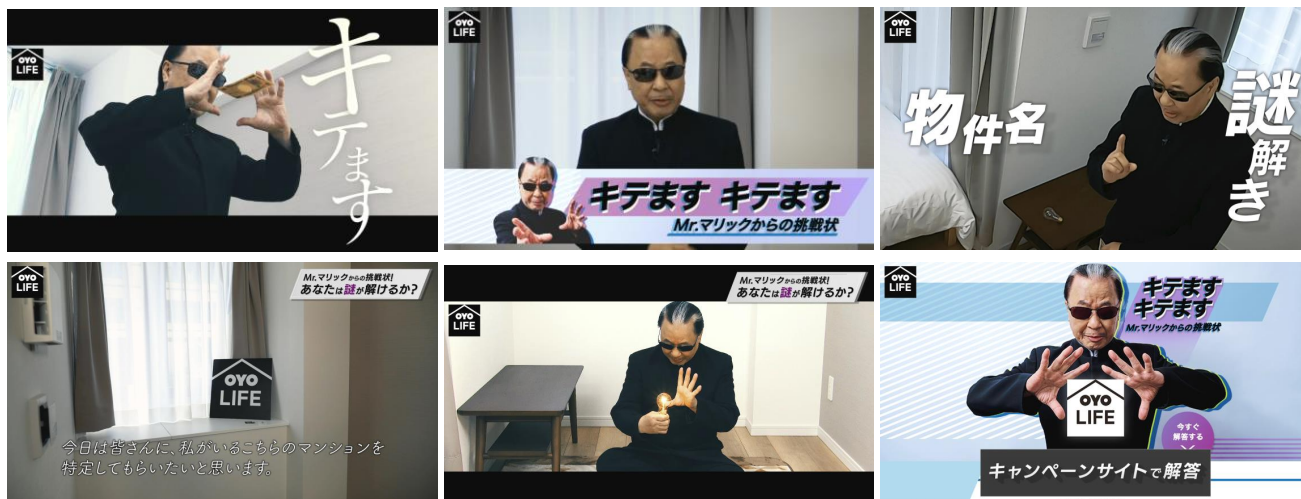 OYO
LIFE
キテます
OYO
LIFE
キテます キテます
Mr.マリックからの挑戦状
OYO
LIFE
物件名
謎解き
OYO
LIFE
Mr.マリックからの挑戦状!
あなたは謎が解けるか?
OYO
LIFE
今日は皆さんに、私がいるこちらのマンションを
特定してもらいたいと思います。
OYO
LIFE
Mr.マリックからの挑戦状!
あなたは謎が解けるか?
OYO
LIFE
キテます
キテます
Mr.マリックからの挑戦状
OYO
LIFE
今すぐ
解答する
キャンペーンサイトで解答